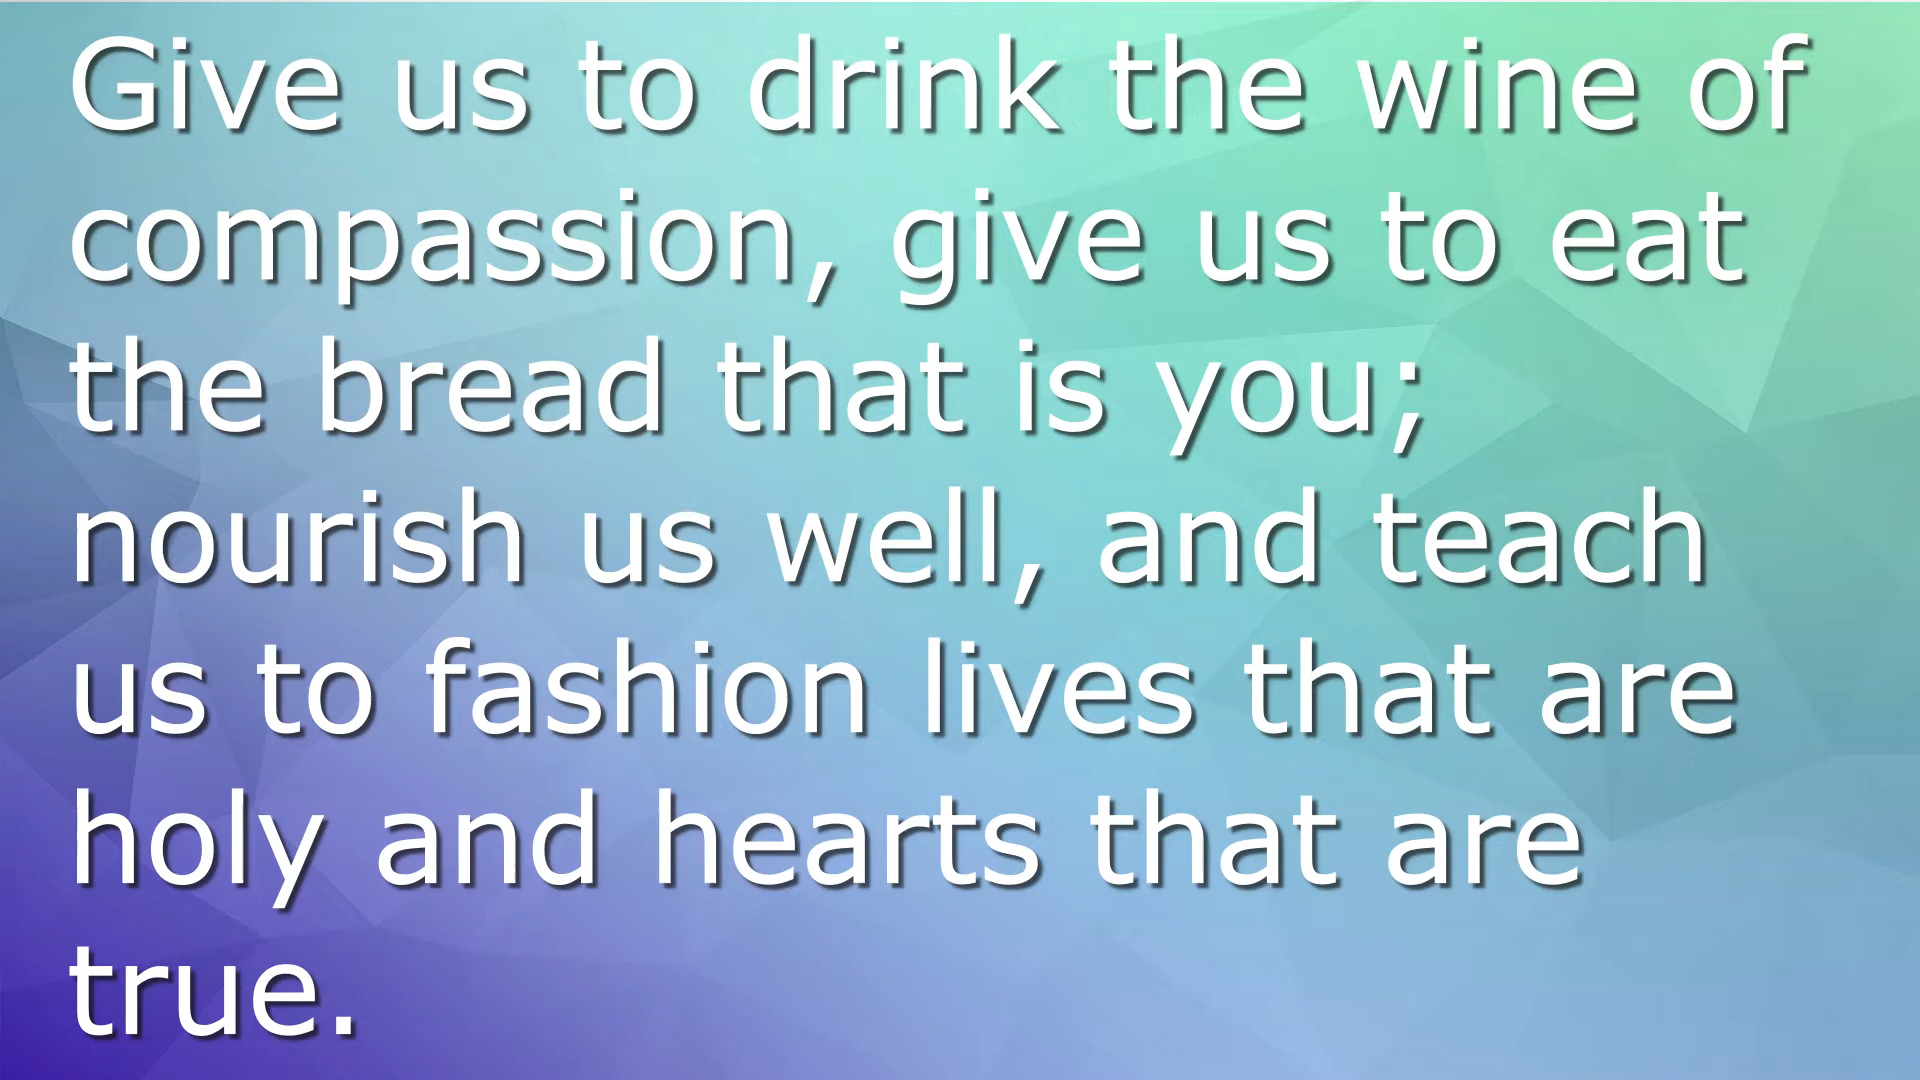 Give us to drink the wine of
compassion, give us to eat
the bread that is you;
nourish us well, and teach
us to fashion lives that are
holy and hearts that are
true.